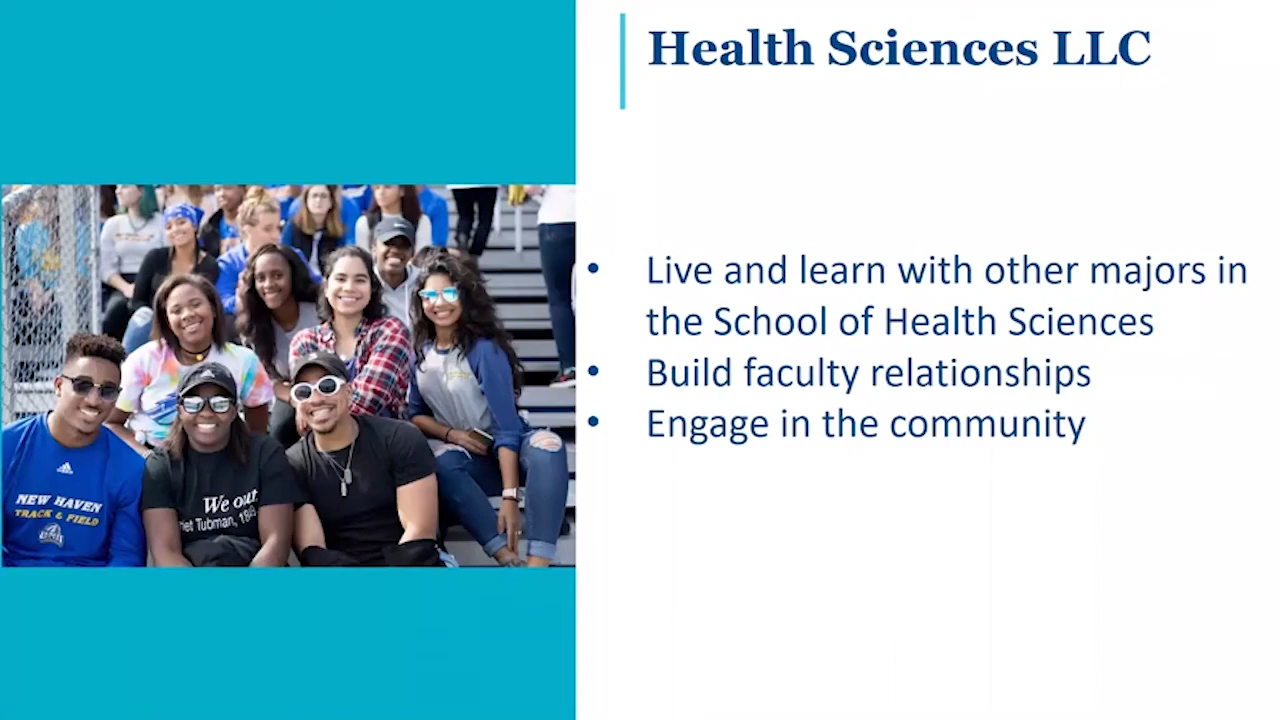 Health Sciences LLC
• Live and learn with other majors in
the School of Health Sciences
• Build faculty relationships
• Engage in the community
NEW HAVEN
TRACK & FIELD
We out
Tubman,